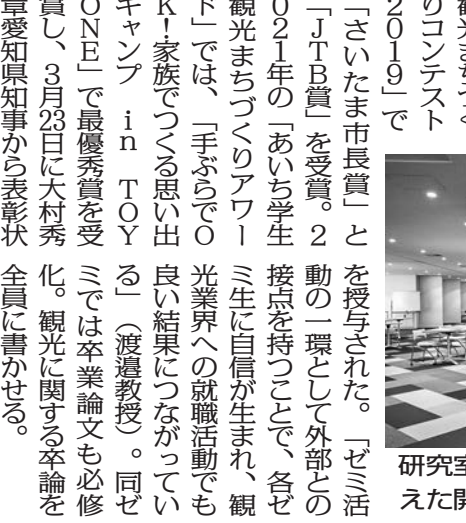 観光まちづく
りコンテスト
2019」で
「さいたま市長賞」と
「JTB賞」を受賞。2
021年の「あいち学生
観光まちづくりアワー
ド」では、「手ぶらでO
K!家族でつくる思い出
キャンプ in TOY
ONE」で最優秀賞を受
賞し、3月23日に大村秀
章愛知県知事から表彰状
を授与された。「ゼミ活
動の一環として外部との
接点を持つことで、各ゼ
ミ生に自信が生まれ、観
光業界への就職活動でも
良い結果につながってい
る」(渡邉教授)。同ゼ
ミでは卒業論文も必修
化。観光に関する卒論を
全員に書かせる。
研究室
えた開